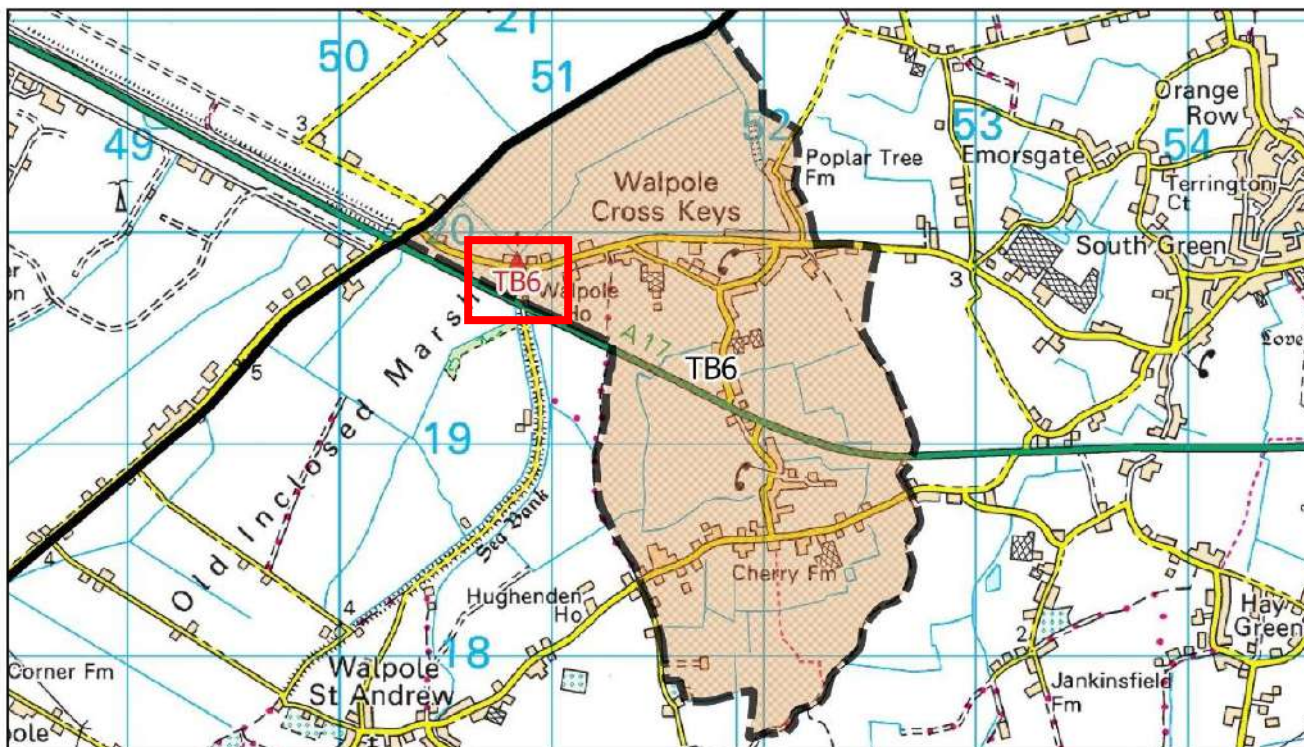 21
50
51
49
3
52
53
54
Orange
Row
Emorsgate
Poplar Tree
Fm
Terrington
Ct
Walpole
Cross Keys
20
South Green
3
TB6
Walpole
Ho
A17
TB6
5
Old Inclosed Marsh
19
Sea Bank
4
Cherry Fm
Hughenden
Ho
4
2
Hay
Green
18
Corner Fm
Walpole
St Andrew
Jankinsfield
Fm